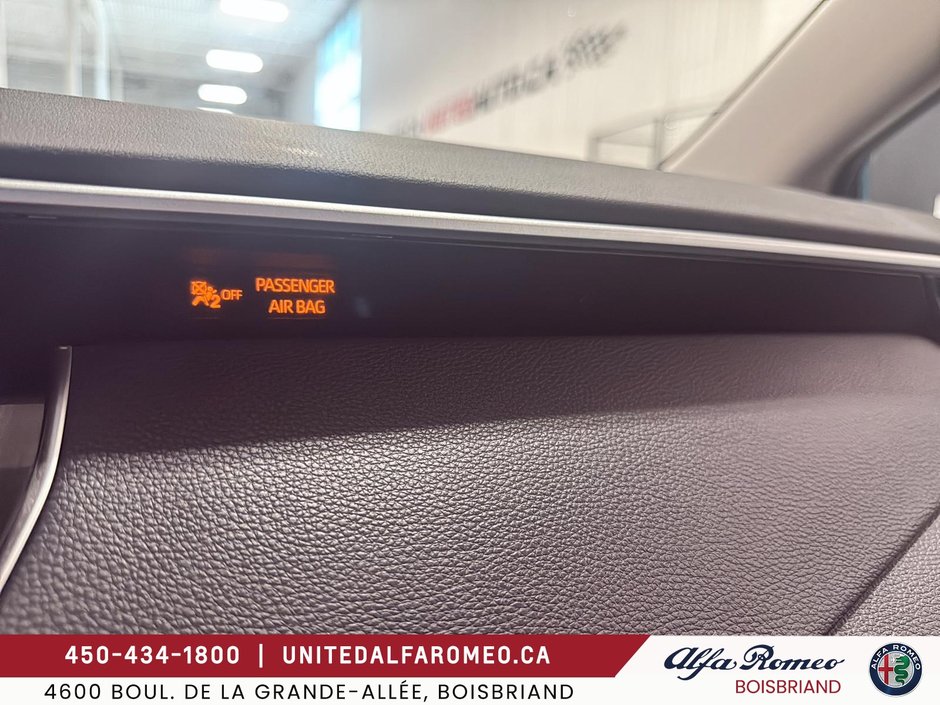 2 OFF PASSENGER
AIR BAG
450-434-1800 | UNITEDALFAROMEO.CA
4600 BOUL. DE LA GRANDE-ALLÉE, BOISBRIAND
Alfa Romeo
BOISBRIAND
ALFA ROMEO